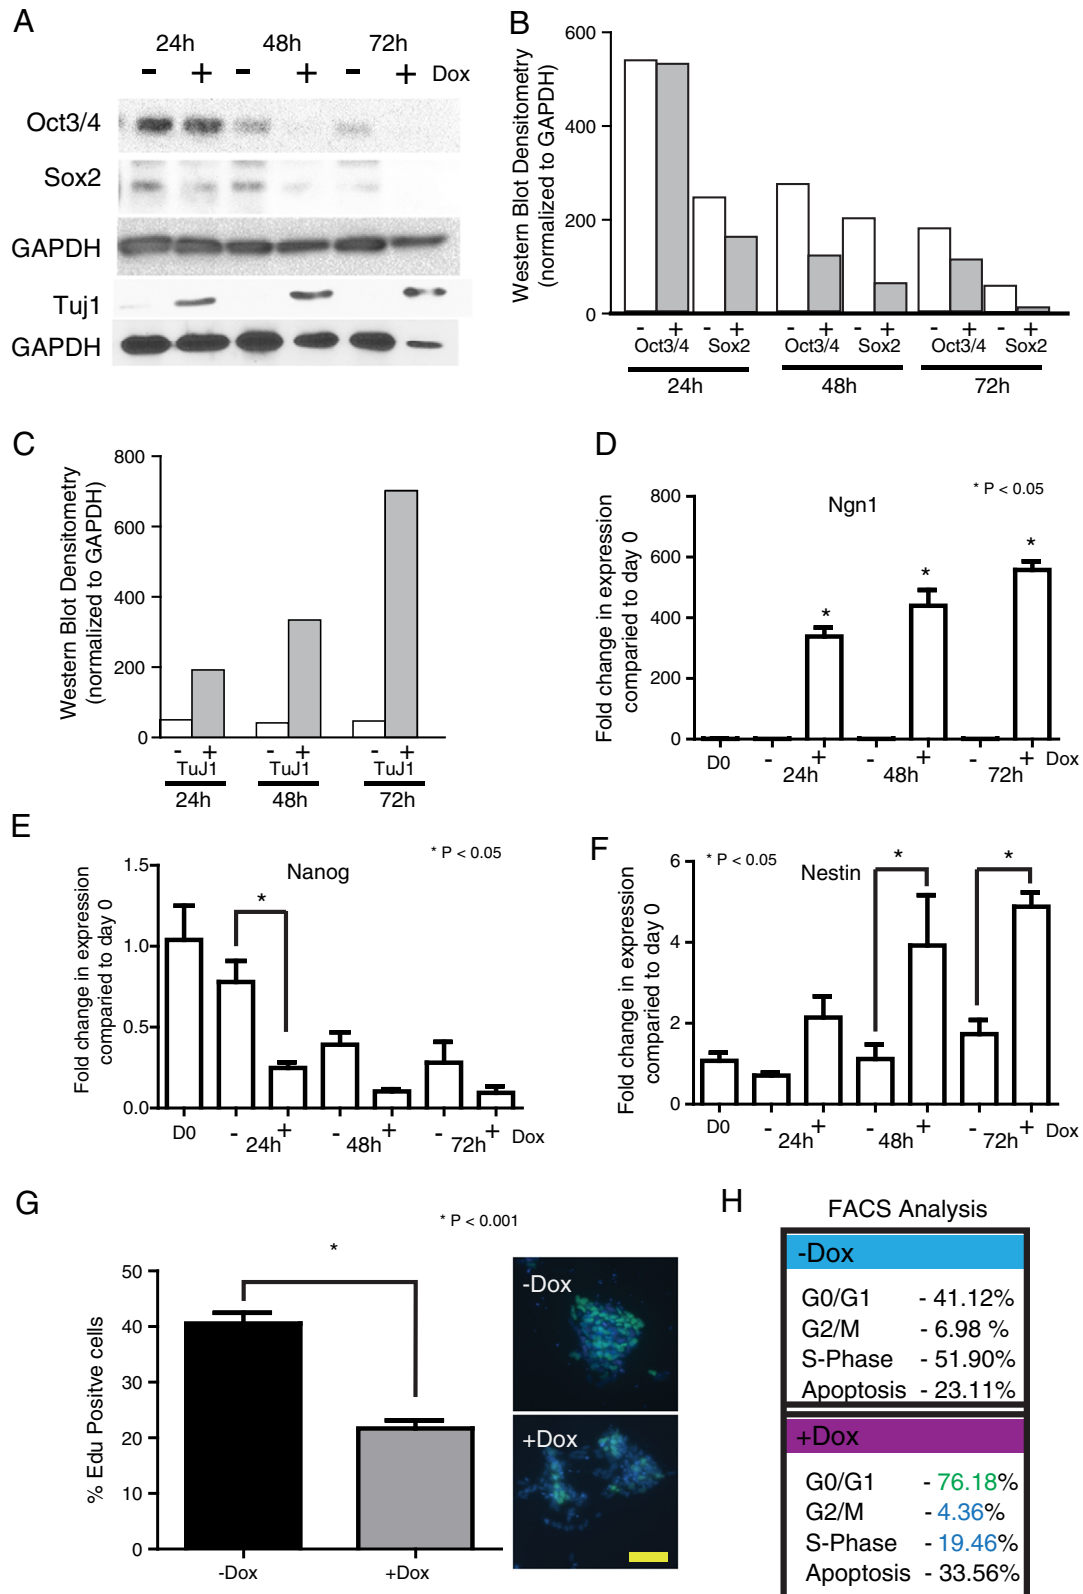 A
24h 48h 72h
- + - + - + Dox
Oct3/4
Sox2
GAPDH
Tuj1
GAPDH
B
Western Blot Densitometry
(normalized to GAPDH)
600
400
200
0
- + - + - + - + - + - +
Oct3/4 Sox2 Oct3/4 Sox2 Oct3/4 Sox2
24h 48h 72h
C
Western Blot Densitometry
(normalized to GAPDH)
800
600
400
200
0
- + - + - +
TuJ1 TuJ1 TuJ1
24h 48h 72h
D
Fold change in expression
comparied to day 0
* P < 0.05
Ngn1
800
600
400
200
0
* * *
D0 - + - + - + Dox
24h 48h 72h
E
Fold change in expression
comparied to day 0
* P < 0.05
Nanog
1.5
1.0
0.5
0.0
*
D0 - + - + - + Dox
24h 48h 72h
F
Fold change in expression
comparied to day 0
* P < 0.05
Nestin
6
4
2
0
* *
D0 - + - + - + Dox
24h 48h 72h
G
% Edu Positve cells
* P < 0.001
*
50
40
30
20
10
0
-Dox +Dox
-Dox
+Dox
H
FACS Analysis
-Dox
G0/G1 - 41.12%
G2/M - 6.98 %
S-Phase - 51.90%
Apoptosis - 23.11%
+Dox
G0/G1 - 76.18%
G2/M - 4.36%
S-Phase - 19.46%
Apoptosis - 33.56%